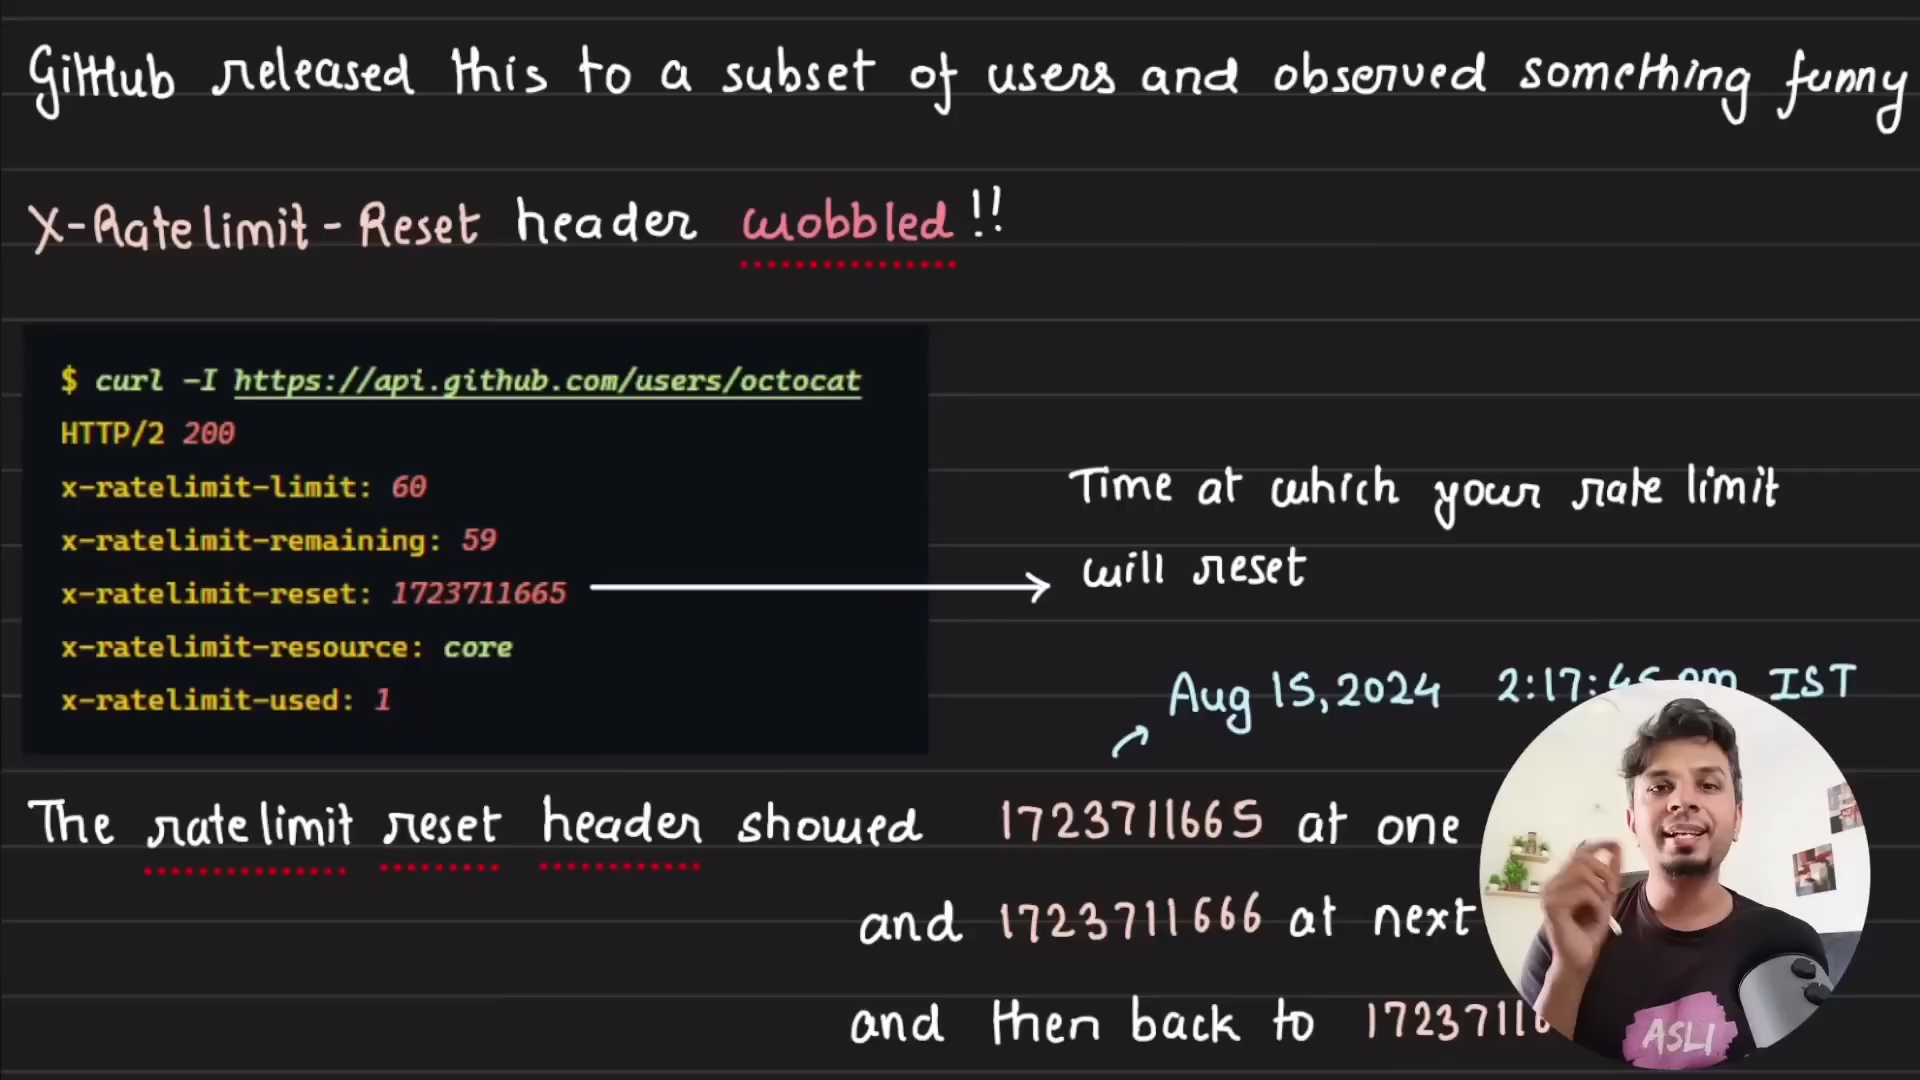 GitHub released this to a subset of users and observed something funny
X-Ratelimit-Reset header wobbled!!
$ curl -I https://api.github.com/users/octocat
HTTP/2 200
x-ratelimit-limit: 60
x-ratelimit-remaining: 59
x-ratelimit-reset: 1723711665
x-ratelimit-resource: core
x-ratelimit-used: 1
Time at which your rate limit
will reset
Aug 15, 2024 IST
The ratelimit reset header showed 1723711665 at one
and 1723711666 at next
and then back to
ASLI